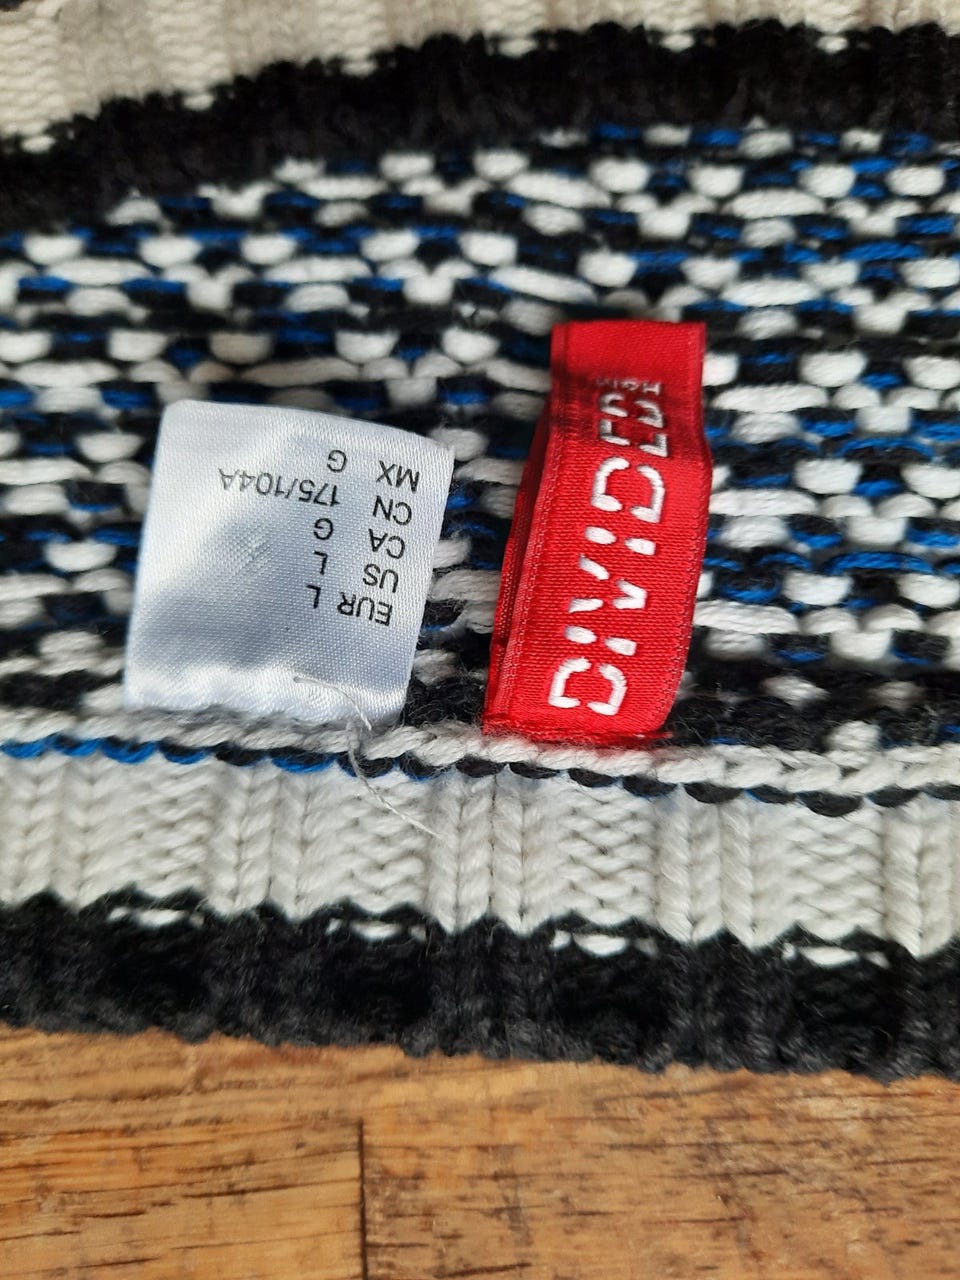 EUR L
US L
CA G
CN 175/104A
MX G
DIVIDED